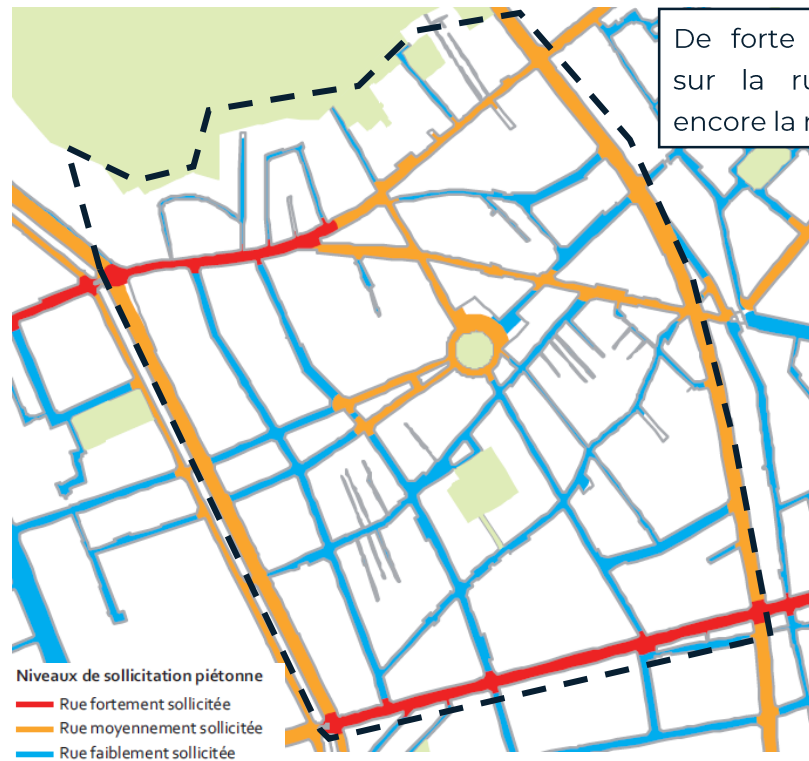 De forte
sur la
encore la
Niveaux de sollicitation piétonne
Rue fortement sollicitée
Rue moyennement sollicitée
Rue faiblement sollicitée